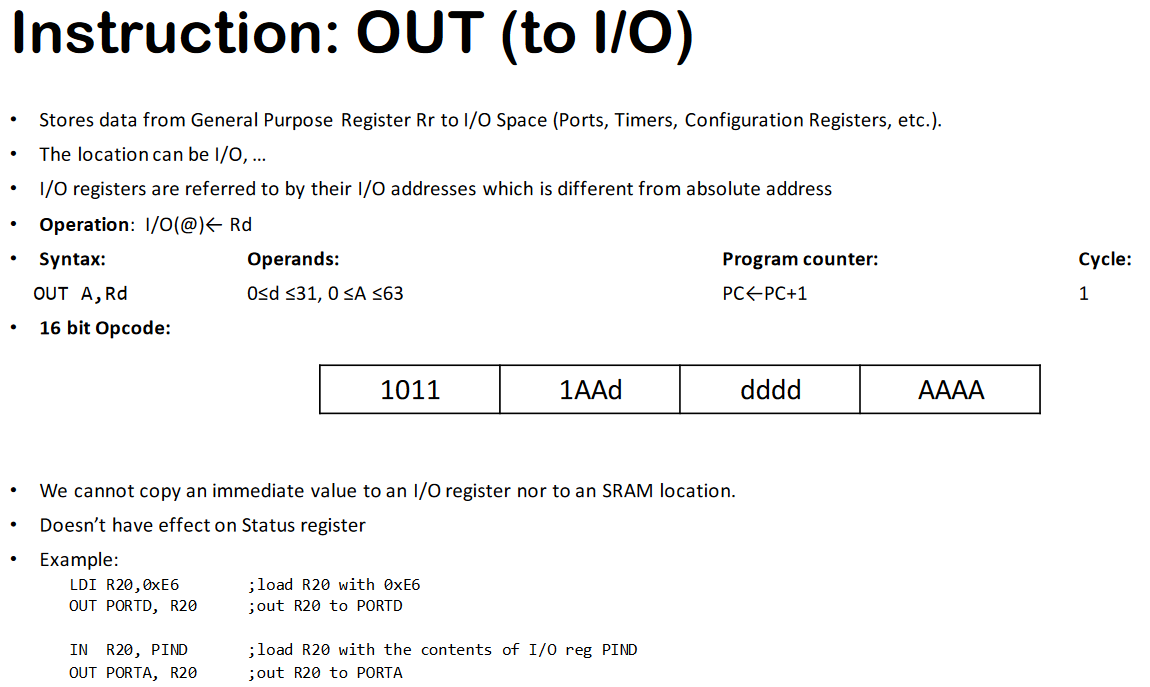 Instruction: OUT (to I/O)
• Stores data from General Purpose Register Rr to I/O Space (Ports, Timers, Configuration Registers, etc.).
• The location can be I/O, ...
• I/O registers are referred to by their I/O addresses which is different from absolute address
• Operation: I/O(@)← Rd
• Syntax: Operands: Program counter: Cycle:
OUT A,Rd 0≤d ≤31, 0 ≤A ≤63 PC←PC+1 1
• 16 bit Opcode:
1011 1AAd dddd AAAA
• We cannot copy an immediate value to an I/O register nor to an SRAM location.
• Doesn’t have effect on Status register
• Example:
LDI R20,0xE6 ;load R20 with 0xE6
OUT PORTD, R20 ;out R20 to PORTD
IN R20, PIND ;load R20 with the contents of I/O reg PIND
OUT PORTA, R20 ;out R20 to PORTA